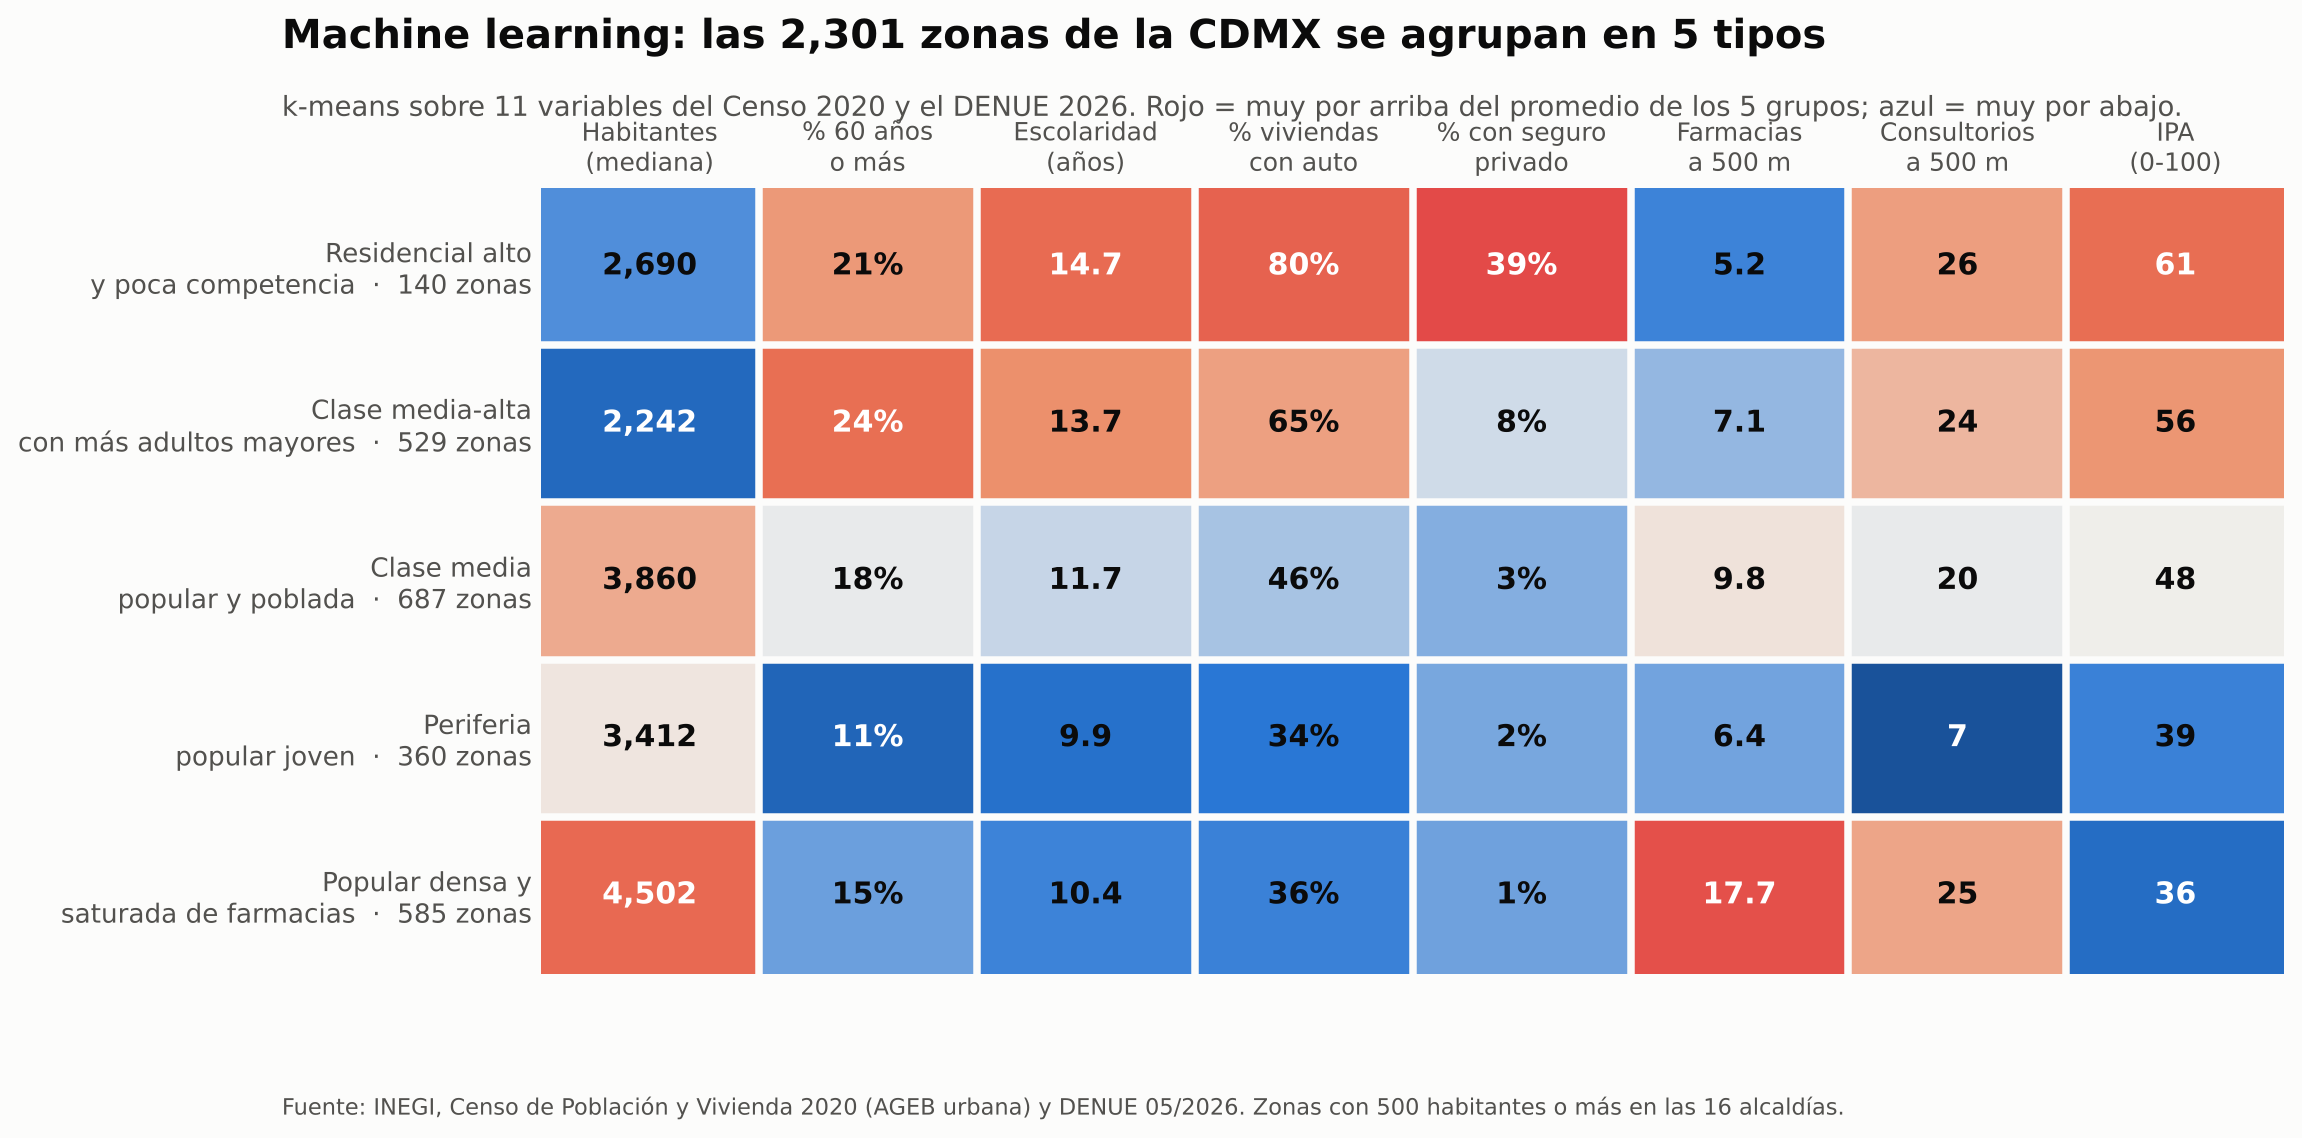 Machine learning: las 2,301 zonas de la CDMX se agrupan en 5 tipos
k-means sobre 11 variables del Censo 2020 y el DENUE 2026. Rojo = muy por arriba del promedio de los 5 grupos; azul = muy por abajo.
Habitantes % 60 años Escolaridad % viviendas % con seguro Farmacias Consultorios IPA
(mediana) o más (años) con auto privado a 500 m a 500 m (0-100)
Residencial alto
y poca competencia · 140 zonas
2,690 21% 14.7 80% 39% 5.2 26 61
Clase media-alta
con más adultos mayores · 529 zonas
2,242 24% 13.7 65% 8% 7.1 24 56
Clase media
popular y poblada · 687 zonas
3,860 18% 11.7 46% 3% 9.8 20 48
Periferia
popular joven · 360 zonas
3,412 11% 9.9 34% 2% 6.4 7 39
Popular densa y
saturada de farmacias · 585 zonas
4,502 15% 10.4 36% 1% 17.7 25 36
Fuente: INEGI, Censo de Población y Vivienda 2020 (AGEB urbana) y DENUE 05/2026. Zonas con 500 habitantes o más en las 16 alcaldías.